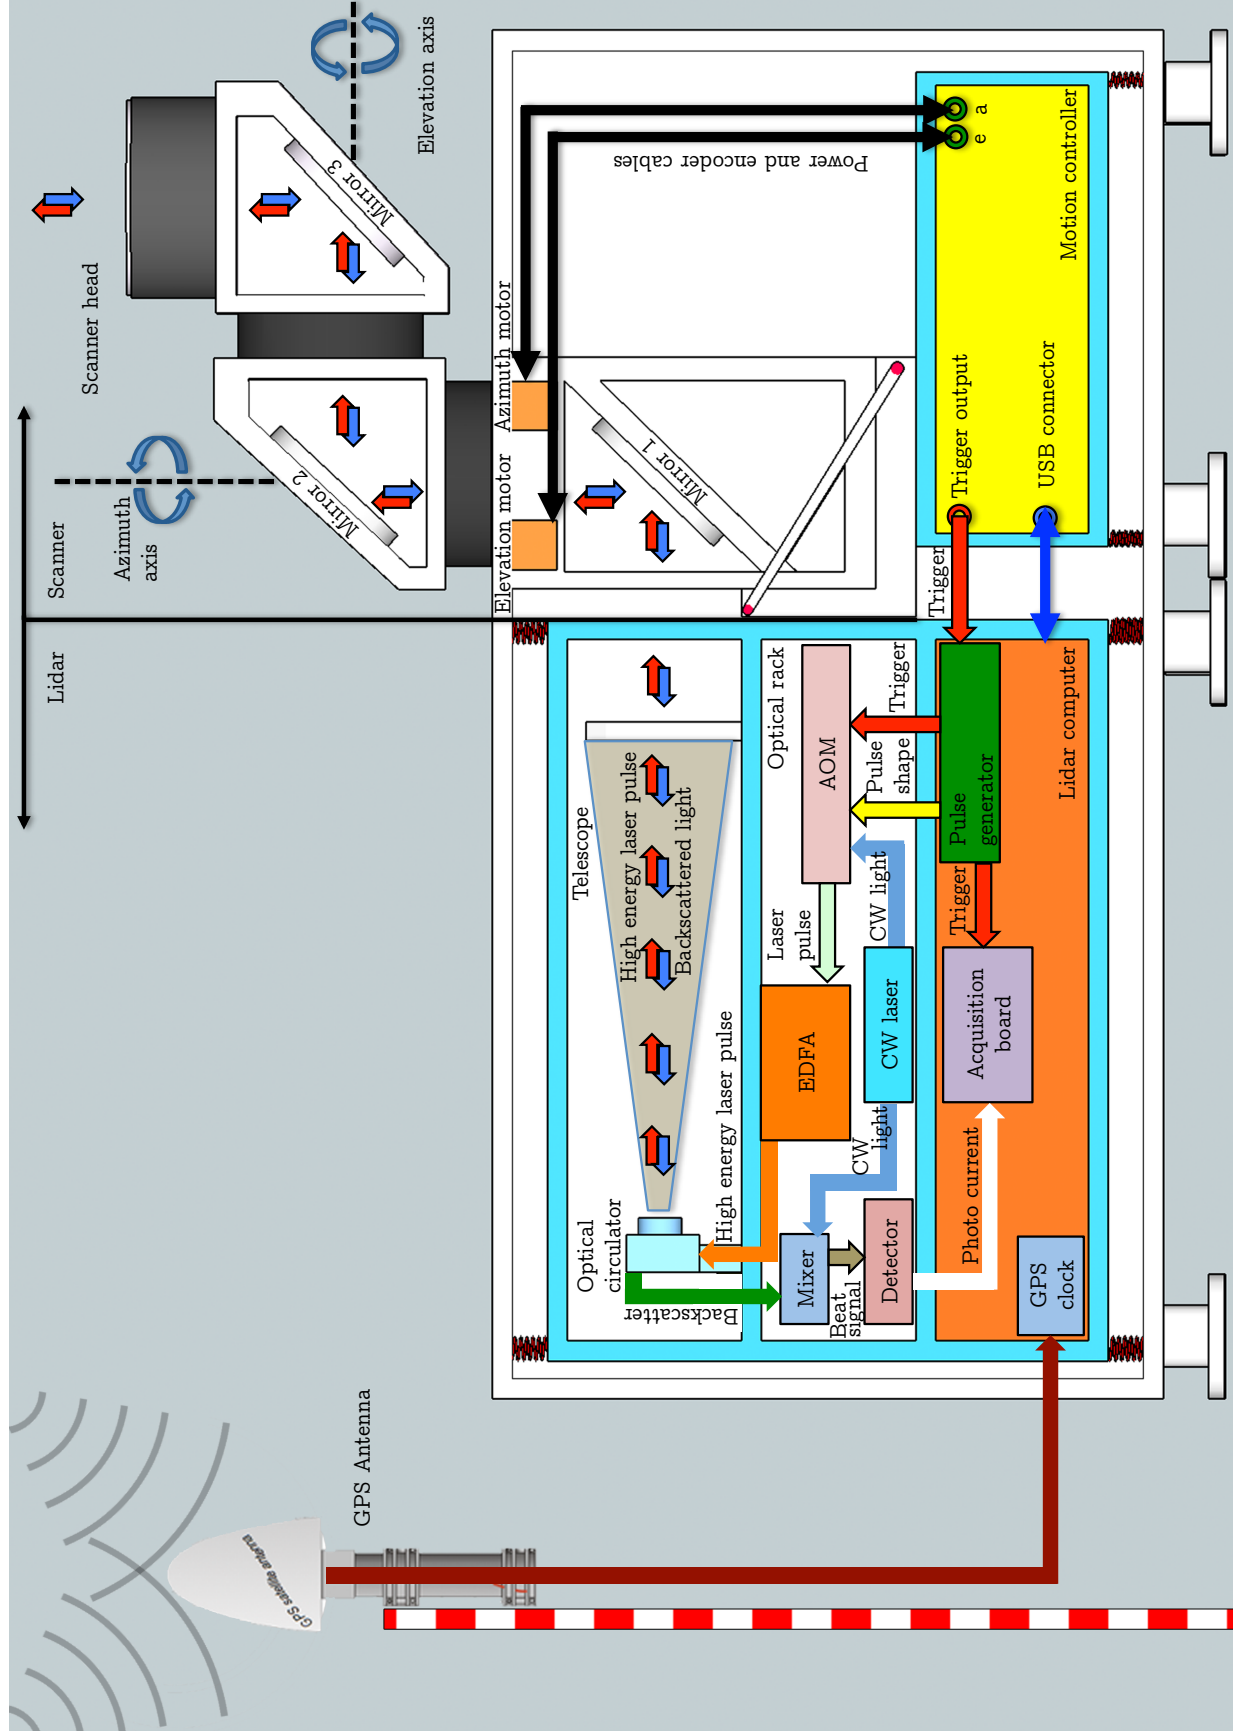 Lidar
Scanner
Scanner head
Azimuth
axis
Elevation axis
Mirror 2
Mirror 3
Mirror 1
Elevation motor
Azimuth motor
Power and encoder cables
GPS Antenna
GPS satellite antenna
Telescope
High energy laser pulse
Backscattered light
Optical
circulator
Backscatter
High energy laser pulse
Optical rack
Laser
pulse
AOM
EDFA
Mixer
Beat
signal
Detector
CW
light
CW laser
CW light
Pulse
shape
Trigger
Trigger
Trigger output
e
a
USB connector
Motion controller
Trigger
Pulse
generator
Acquisition
board
Photo current
GPS
clock
Lidar computer